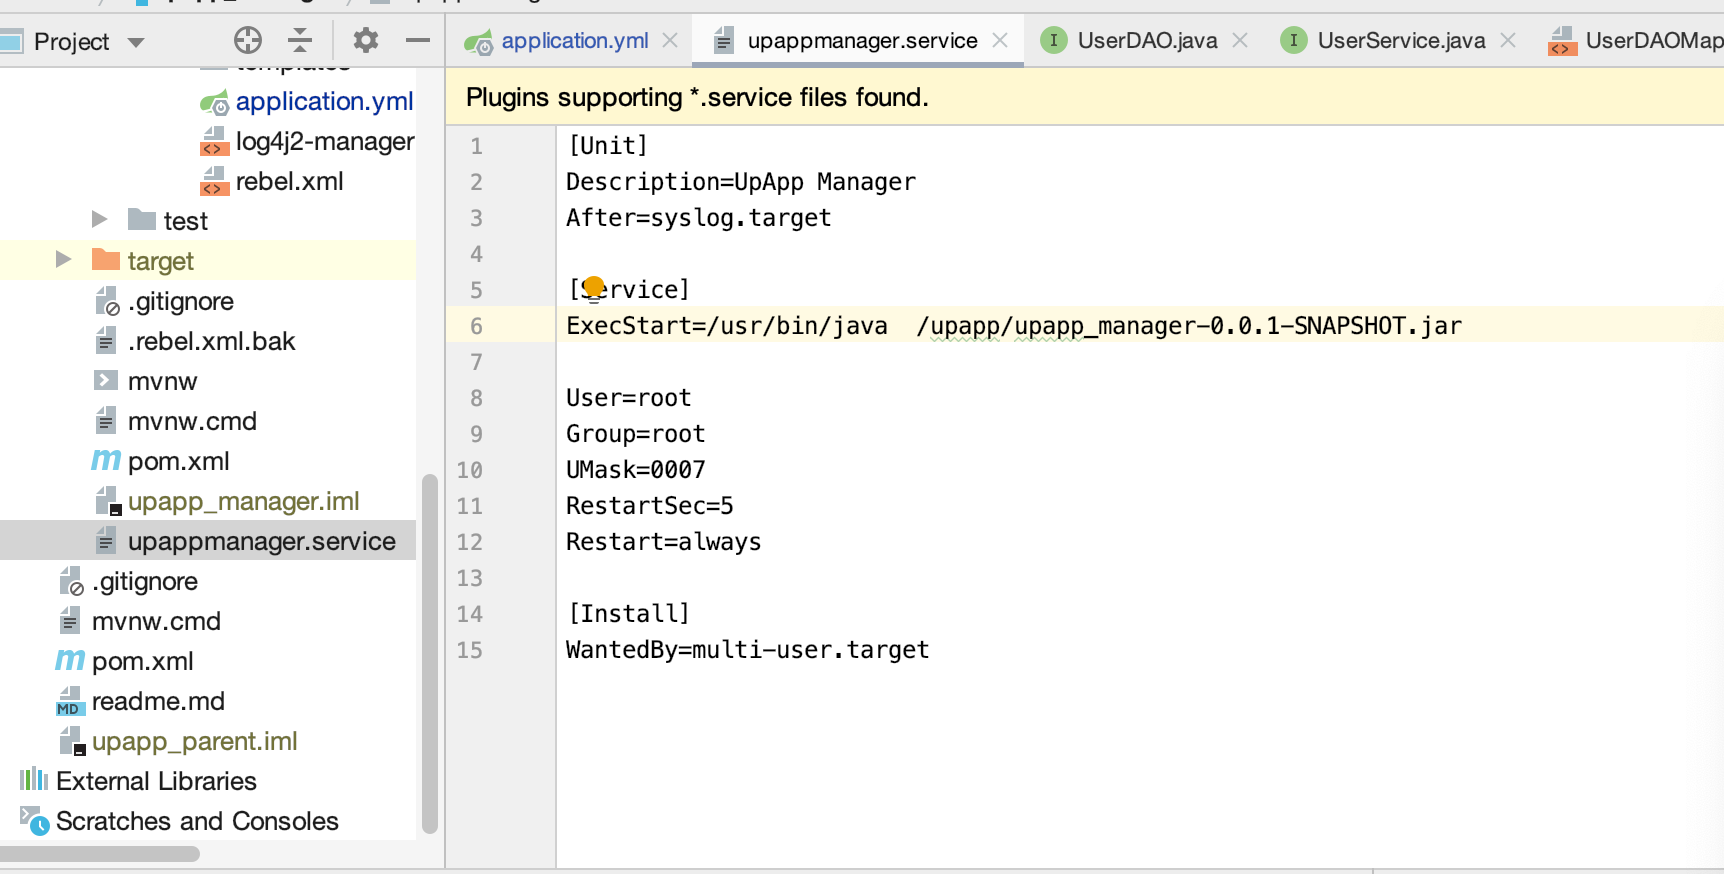 Project
application.yml
upappmanager.service
UserDAO.java
UserService.java
UserDAOMap
Plugins supporting *.service files found.
templates
application.yml
log4j2-manager
rebel.xml
test
target
.gitignore
.rebel.xml.bak
mvnw
mvnw.cmd
pom.xml
upapp_manager.iml
upappmanager.service
.gitignore
mvnw.cmd
pom.xml
readme.md
upapp_parent.iml
External Libraries
Scratches and Consoles
1 [Unit]
2 Description=UpApp Manager
3 After=syslog.target
4
5 [Service]
6 ExecStart=/usr/bin/java  /upapp/upapp_manager-0.0.1-SNAPSHOT.jar
7
8 User=root
9 Group=root
10 UMask=0007
11 RestartSec=5
12 Restart=always
13
14 [Install]
15 WantedBy=multi-user.target